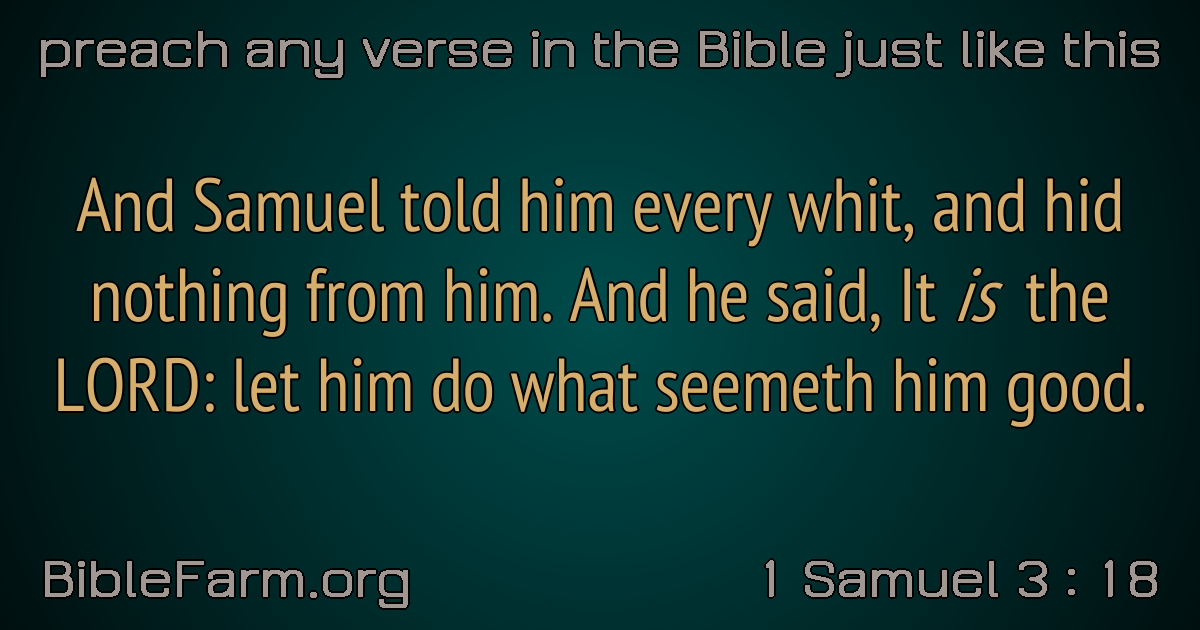 preach any verse in the Bible just like this
And Samuel told him every whit, and hid
nothing from him. And he said, It is the
LORD: let him do what seemeth him good.
BibleFarm.org
1 Samuel 3 : 18